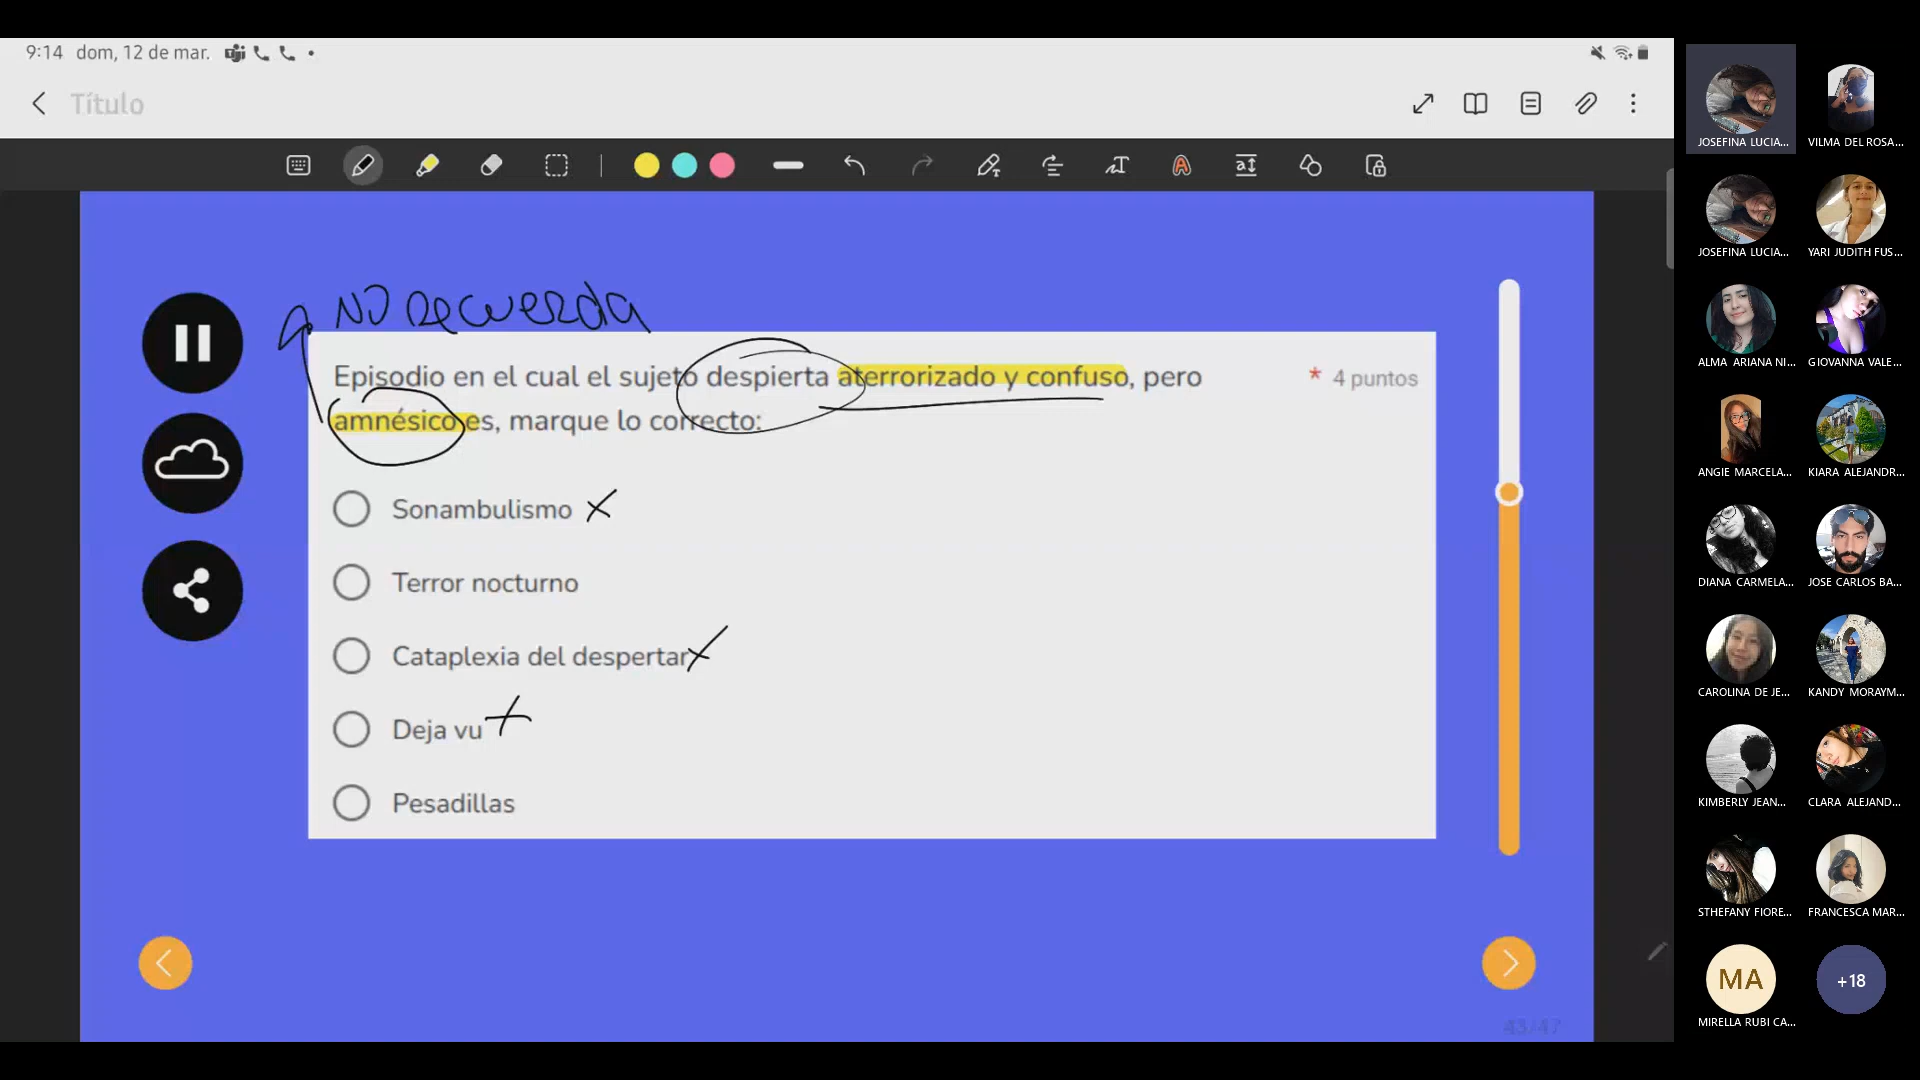 9:14 dom, 12 de mar.
Título
No recuerda
Episodio en el cual el sujeto despierta aterrorizado y confuso, pero
amnésico es, marque lo correcto:
* 4 puntos
Sonambulismo
Terror nocturno
Cataplexia del despertar
Deja vu
Pesadillas
43/47
JOSEFINA LUCIA...
VILMA DEL ROSA...
JOSEFINA LUCIA...
YARI JUDITH FUS...
ALMA ARIANA NI...
GIOVANNA VALE...
ANGIE MARCELA...
KIARA ALEJANDR...
DIANA CARMELA...
JOSE CARLOS BA...
CAROLINA DE JE...
KANDY MORAYM...
KIMBERLY JEAN...
CLARA ALEJAND...
STHEFANY FIORE...
FRANCESCA MAR...
MA
MIRELLA RUBI CA...
+18